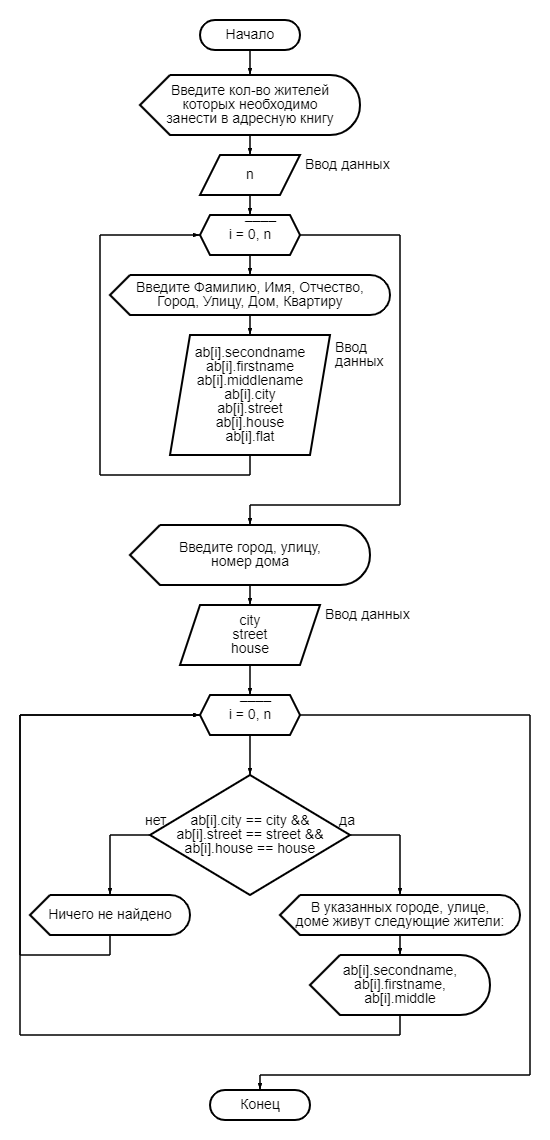 Начало
Введите кол-во жителей
которых необходимо
занести в адресную книгу
n
Ввод данных
i = 0, n
Введите Фамилию, Имя, Отчество,
Город, Улицу, Дом, Квартиру
ab[i].secondname
ab[i].firstname
ab[i].middlename
ab[i].city
ab[i].street
ab[i].house
ab[i].flat
Ввод
данных
Введите город, улицу,
номер дома
city
street
house
Ввод данных
i = 0, n
нет
ab[i].city == city &&
ab[i].street == street &&
ab[i].house == house
да
Ничего не найдено
В указанных городе, улице,
доме живут следующие жители:
ab[i].secondname,
ab[i].firstname,
ab[i].middle
Конец